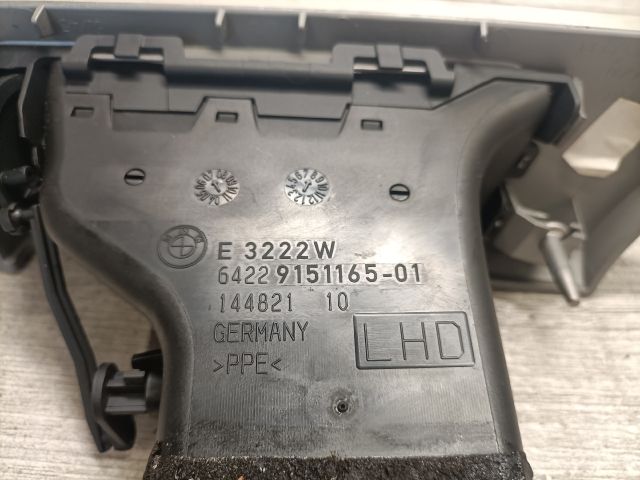 E 3222W
6422 9151165-01
144821 10
GERMANY
LHD
>PPE<